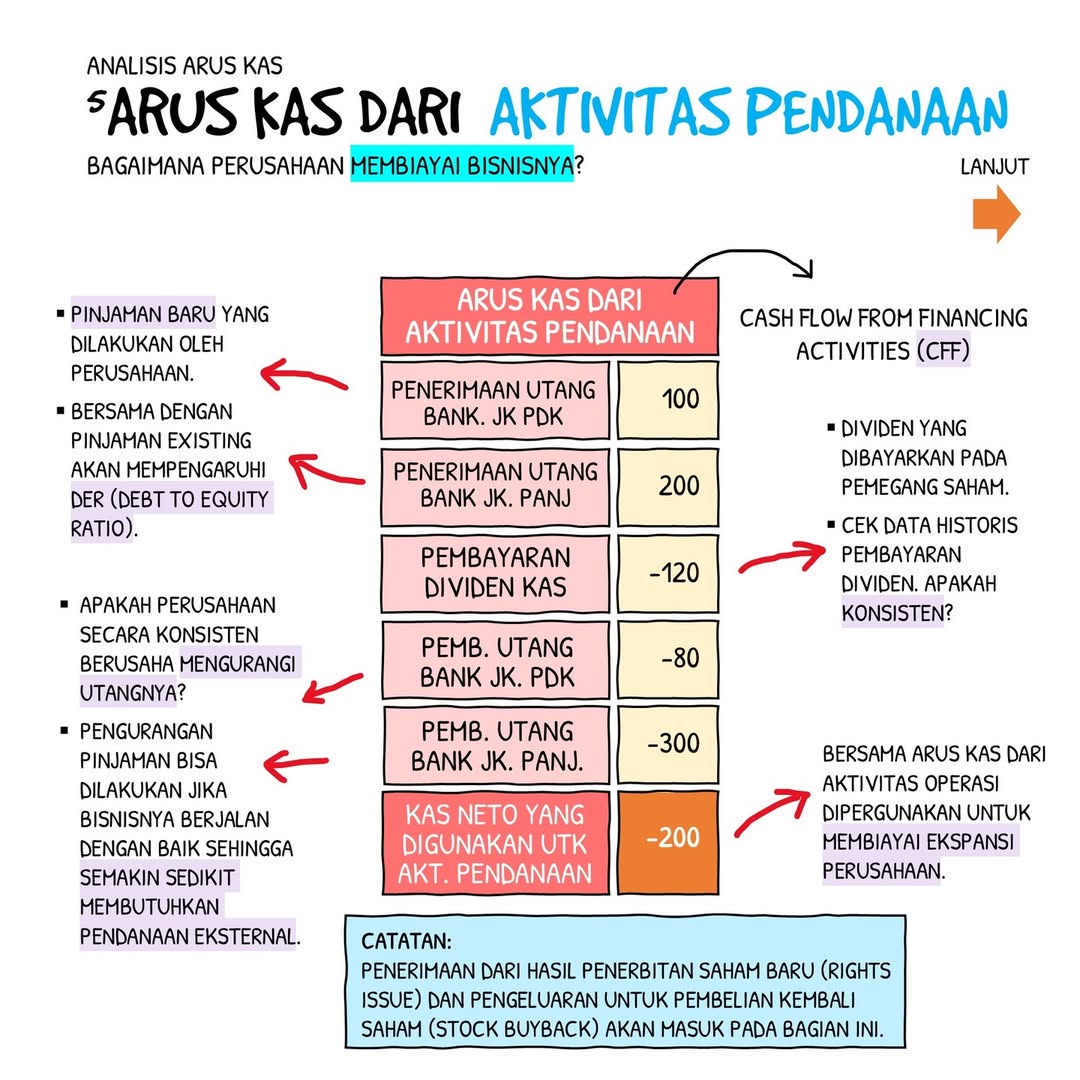 ANALISIS ARUS KAS
5ARUS KAS DARI AKTIVITAS PENDANAAN
BAGAIMANA PERUSAHAAN MEMBIAYAI BISNISNYA?
LANJUT
▪ PINJAMAN BARU YANG
DILAKUKAN OLEH
PERUSAHAAN.
▪ BERSAMA DENGAN
PINJAMAN EXISTING
AKAN MEMPENGARUHI
DER (DEBT TO EQUITY
RATIO).
▪ APAKAH PERUSAHAAN
SECARA KONSISTEN
BERUSAHA MENGURANGI
UTANGNYA?
▪ PENGURANGAN
PINJAMAN BISA
DILAKUKAN JIKA
BISNISNYA BERJALAN
DENGAN BAIK SEHINGGA
SEMAKIN SEDIKIT
MEMBUTUHKAN
PENDANAAN EKSTERNAL.
ARUS KAS DARI
AKTIVITAS PENDANAAN
PENERIMAAN UTANG
BANK. JK PDK
100
PENERIMAAN UTANG
BANK JK. PANJ
200
PEMBAYARAN
DIVIDEN KAS
-120
PEMB. UTANG
BANK JK. PDK
-80
PEMB. UTANG
BANK JK. PANJ.
-300
KAS NETO YANG
DIGUNAKAN UTK
AKT. PENDANAAN
-200
CASH FLOW FROM FINANCING
ACTIVITIES (CFF)
▪ DIVIDEN YANG
DIBAYARKAN PADA
PEMEGANG SAHAM.
▪ CEK DATA HISTORIS
PEMBAYARAN
DIVIDEN. APAKAH
KONSISTEN?
BERSAMA ARUS KAS DARI
AKTIVITAS OPERASI
DIPERGUNAKAN UNTUK
MEMBIAYAI EKSPANSI
PERUSAHAAN.
CATATAN:
PENERIMAAN DARI HASIL PENERBITAN SAHAM BARU (RIGHTS
ISSUE) DAN PENGELUARAN UNTUK PEMBELIAN KEMBALI
SAHAM (STOCK BUYBACK) AKAN MASUK PADA BAGIAN INI.